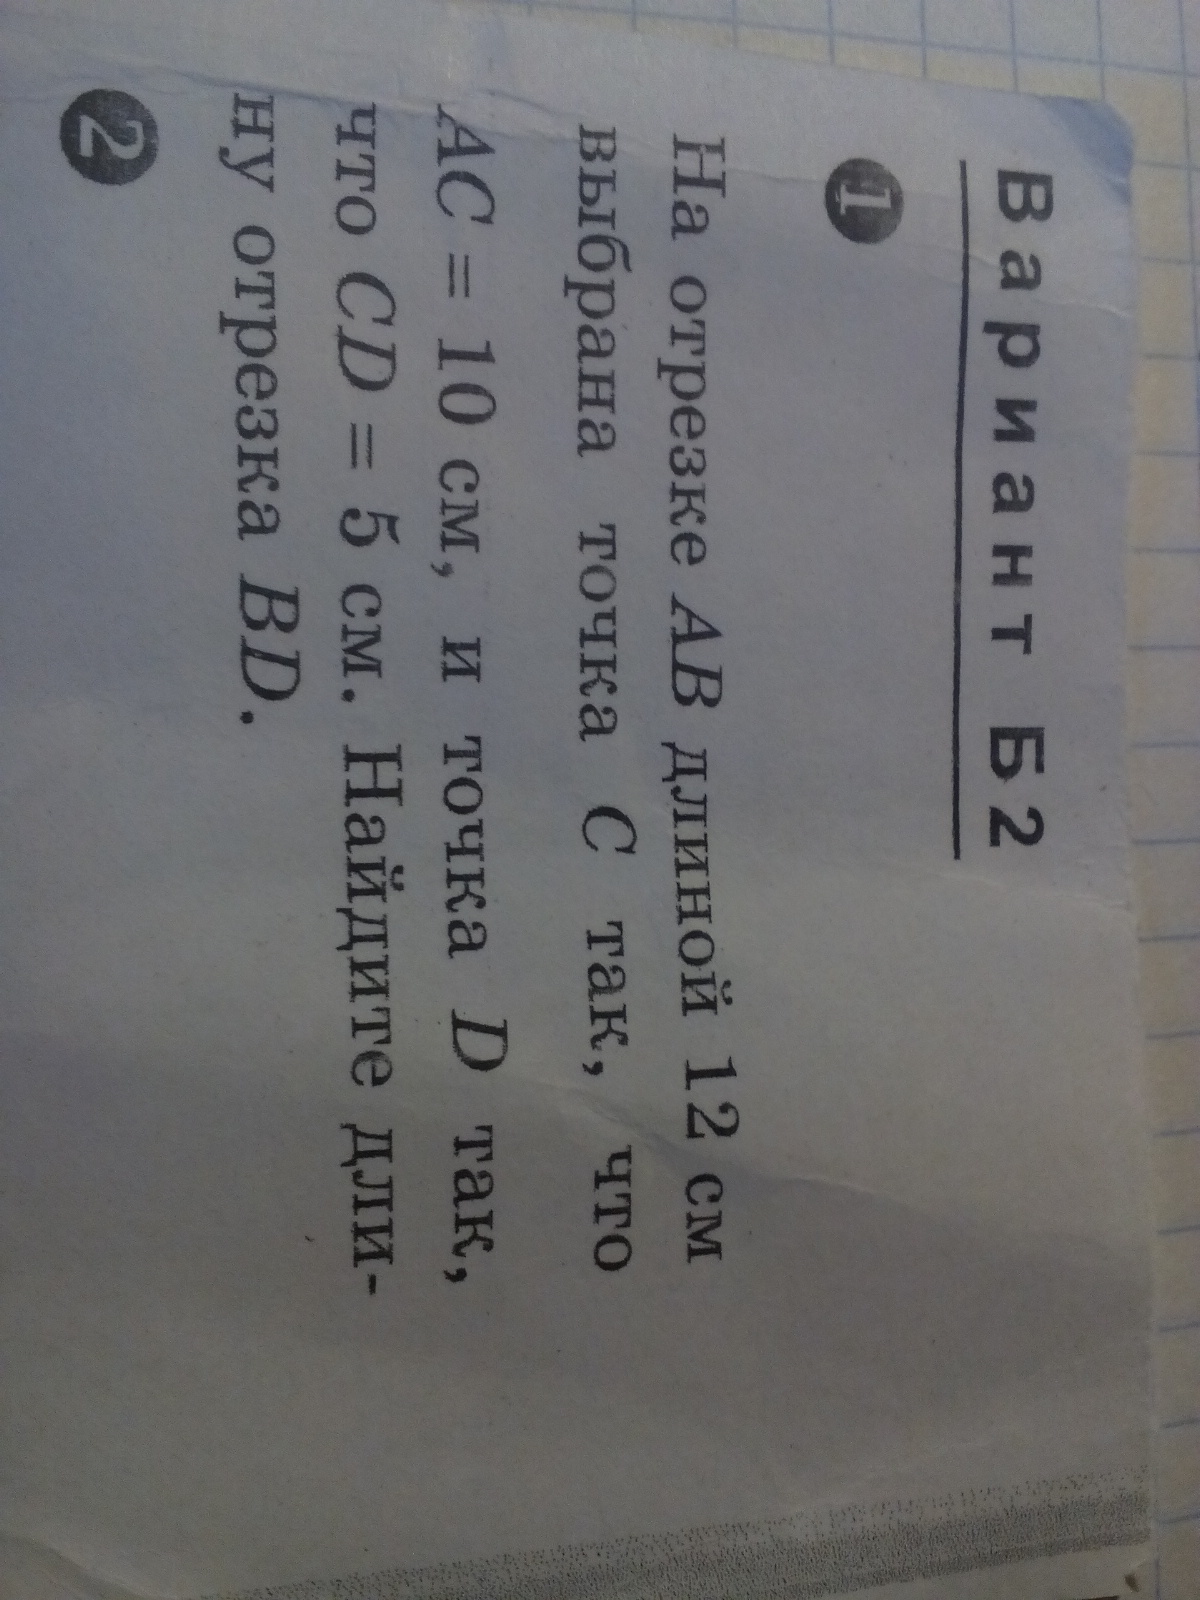 Вариант Б2
1
На отрезке AB длиной 12 см
выбрана точка C так, что
AC = 10 см, и точка D так,
что CD = 5 см. Найдите дли-
ну отрезка BD.
2